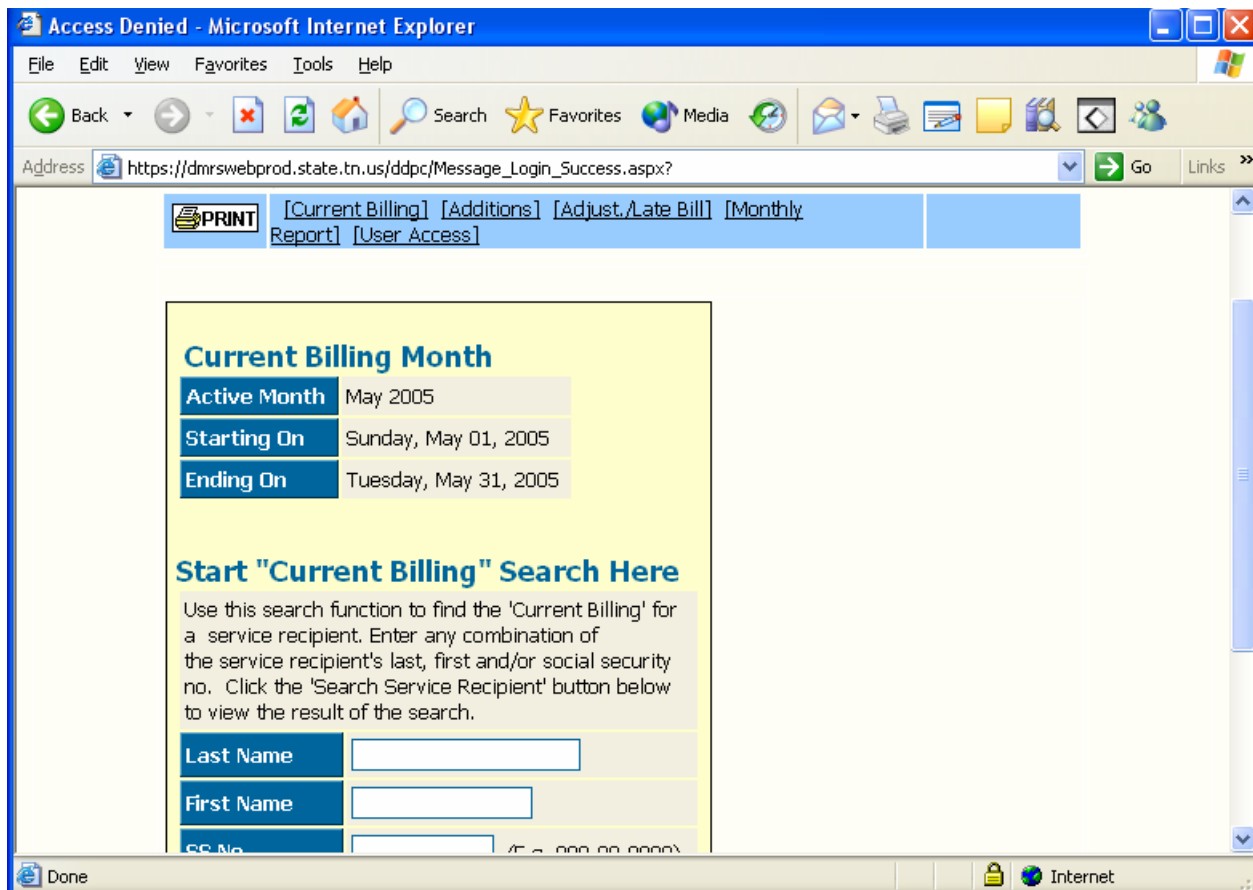 Access Denied - Microsoft Internet Explorer
File Edit View Favorites Tools Help
Back Search Favorites Media
Address https://dmrswebprod.state.tn.us/ddpc/Message_Login_Success.aspx? Go Links »
PRINT [Current Billing] [Additions] [Adjust./Late Bill] [Monthly
Report] [User Access]
Current Billing Month
Active Month May 2005
Starting On Sunday, May 01, 2005
Ending On Tuesday, May 31, 2005
Start "Current Billing" Search Here
Use this search function to find the 'Current Billing' for
a service recipient. Enter any combination of
the service recipient's last, first and/or social security
no. Click the 'Search Service Recipient' button below
to view the result of the search.
Last Name
First Name
SS No
Done Internet